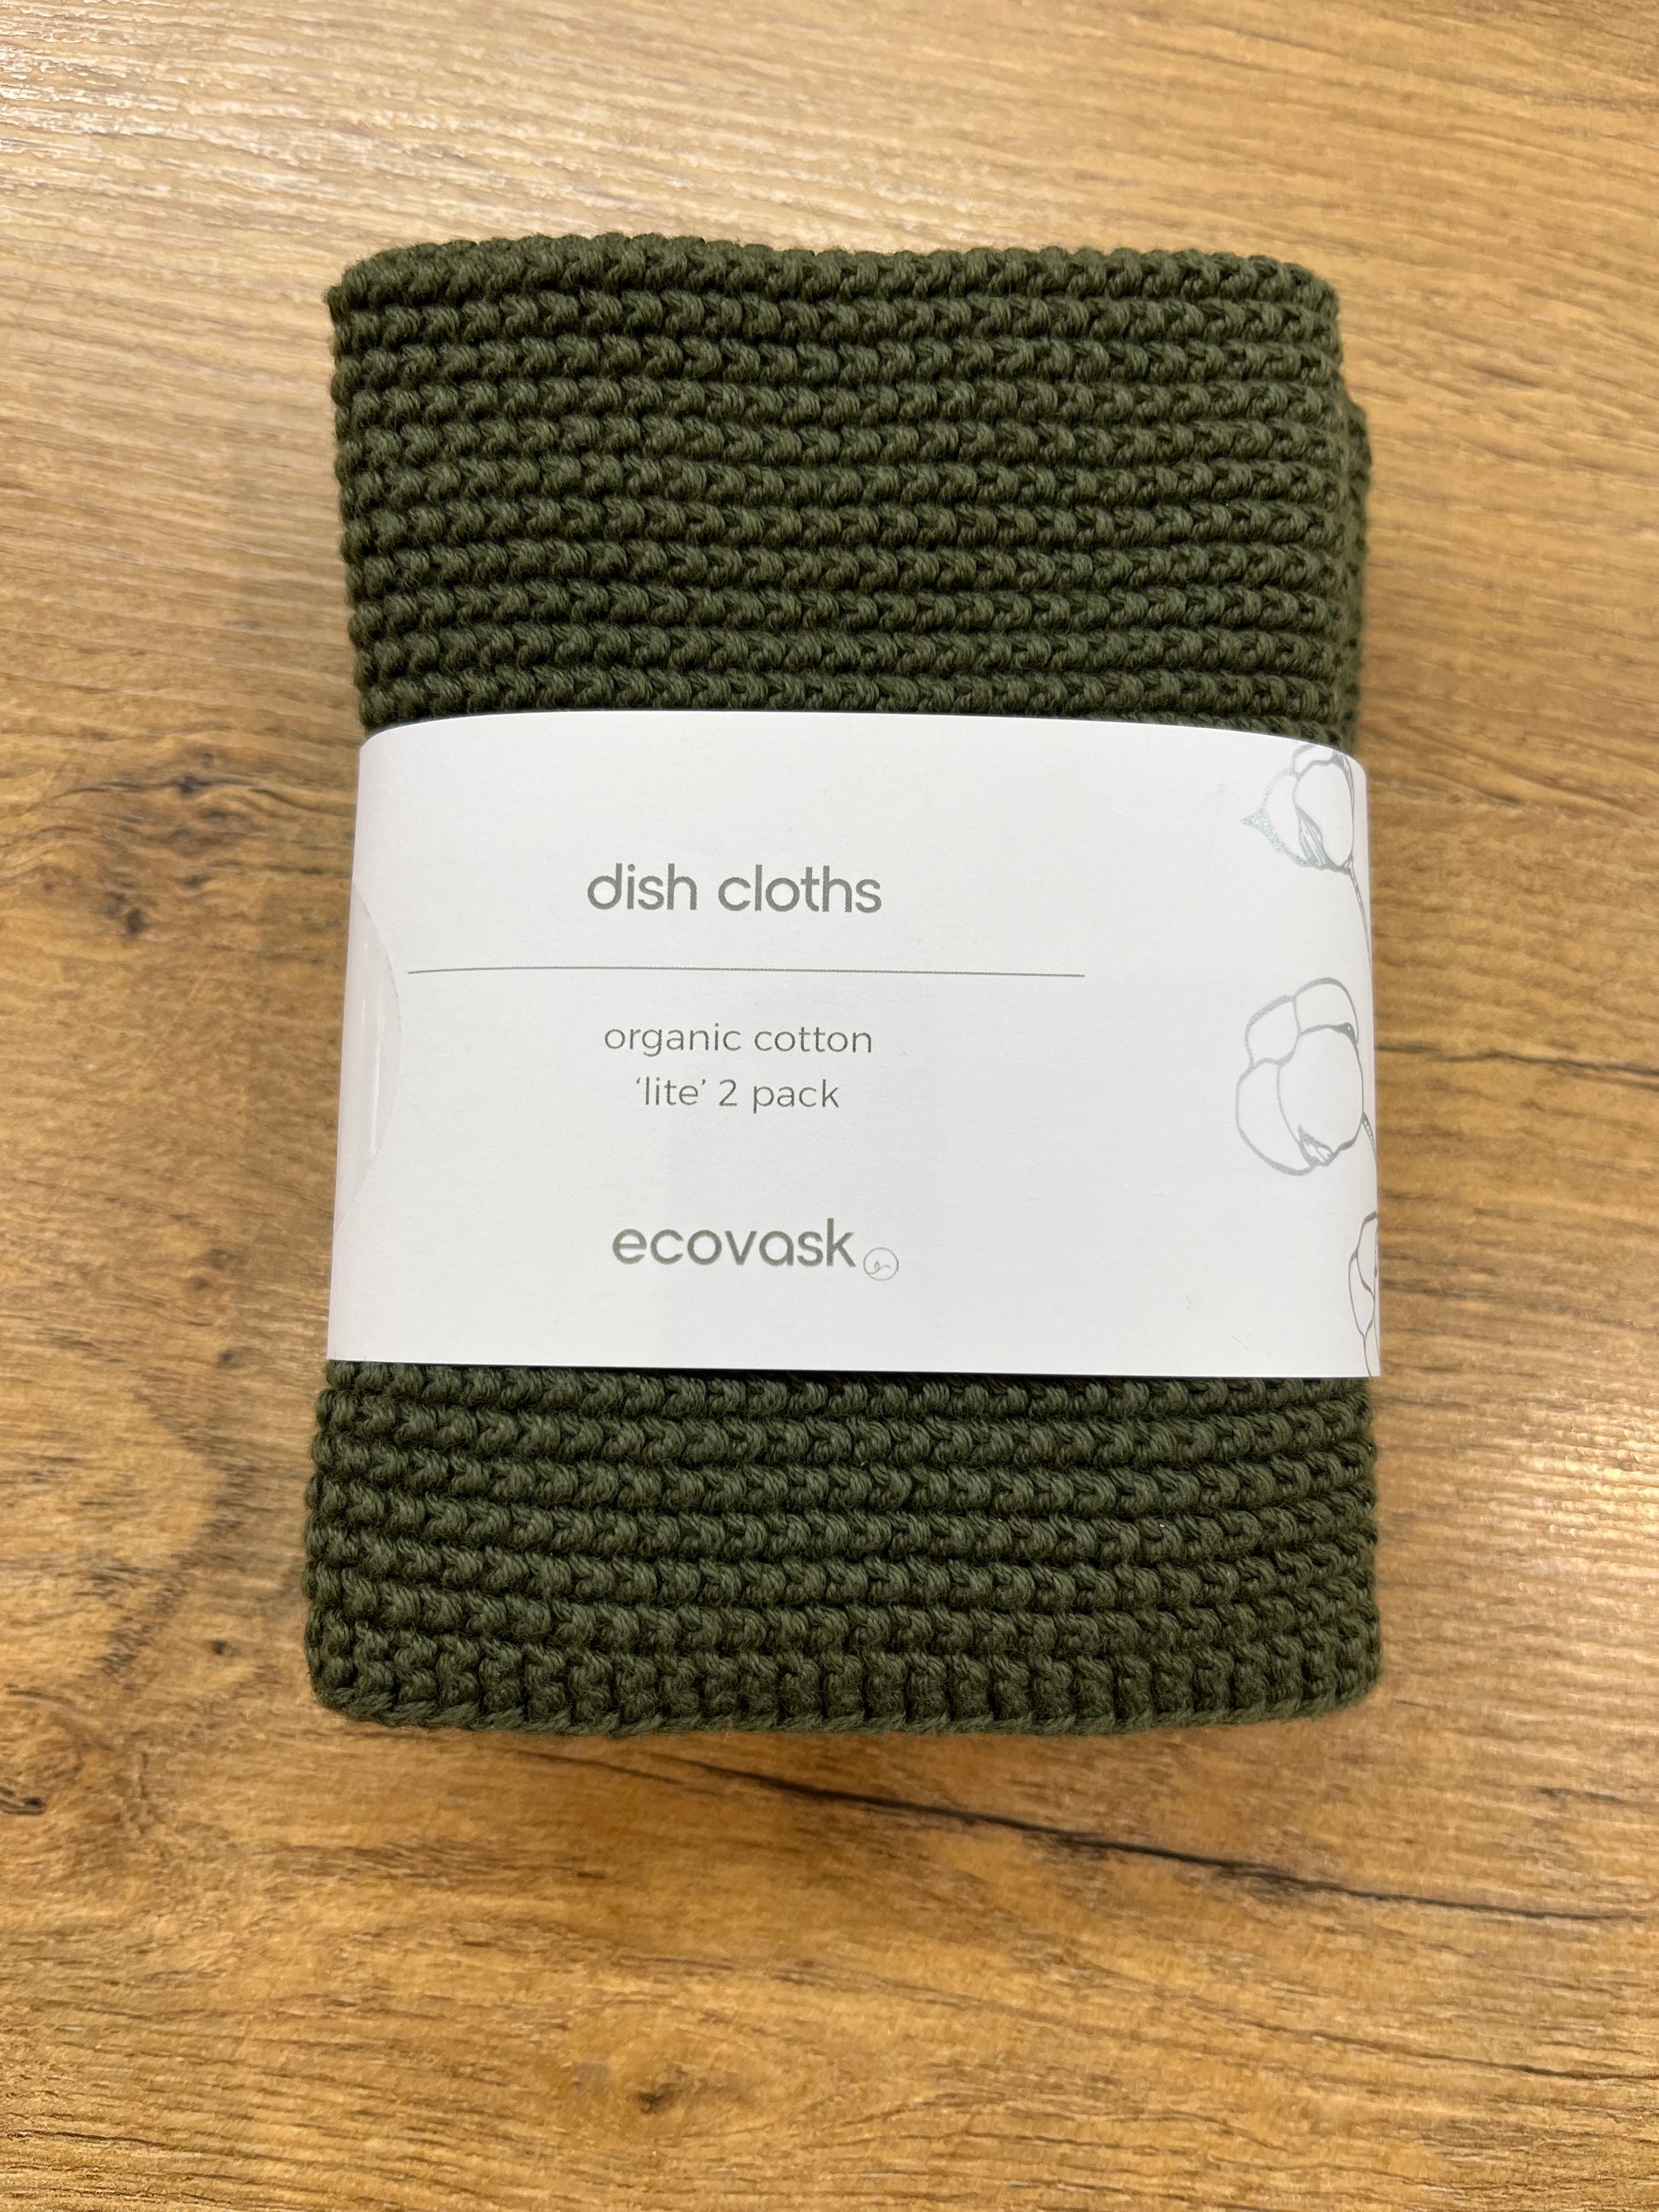 dish cloths
organic cotton
‘lite’ 2 pack
ecovask